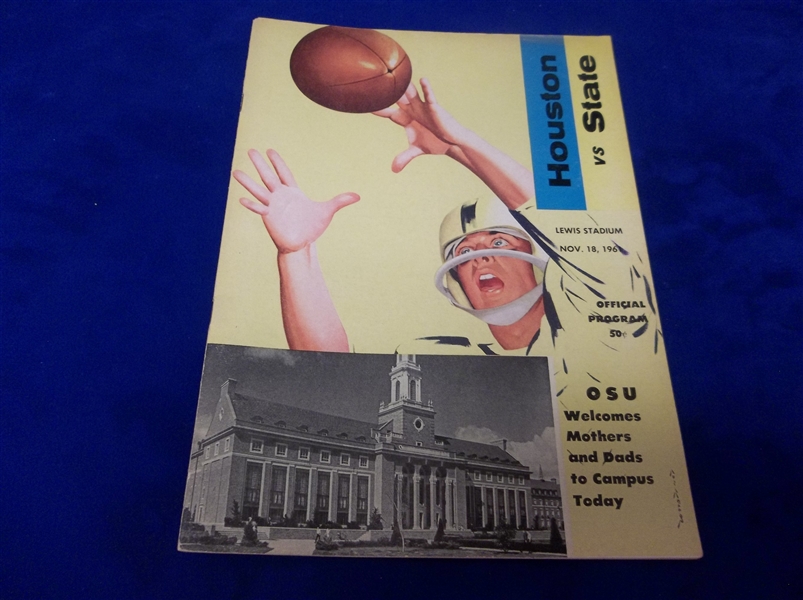 Houston
vs State
LEWIS STADIUM
NOV. 18, 196
OFFICIAL
PROGRAM
50¢
OSU
Welcomes
Mothers
and Dads
to Campus
Today